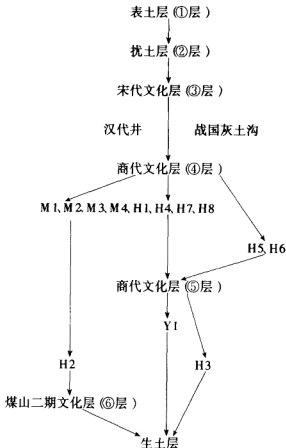 表土层(①层)
扰土层(②层)
宋代文化层(③层)
汉代井 战国灰土沟
商代文化层(④层)
M1、M2、M3、M4、H1、H4、H7、H8
H5、H6
商代文化层(⑤层)
Y1
H2 H3
煤山二期文化层(⑥层)
生土层